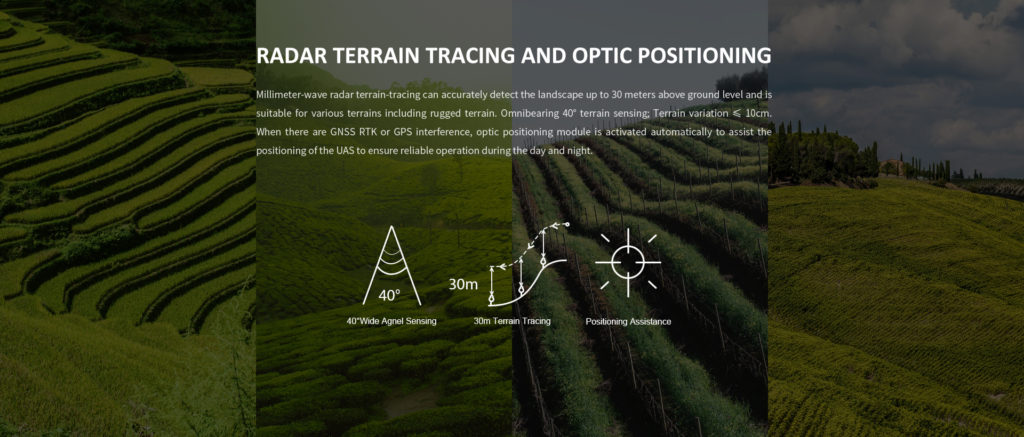 RADAR TERRAIN TRACING AND OPTIC POSITIONING
Millimeter-wave radar terrain-tracing can accurately detect the landscape up to 30 meters above ground level and is
suitable for various terrains including rugged terrain. Omnibearing 40° terrain sensing; Terrain variation ⩽ 10cm.
When there are GNSS RTK or GPS interference, optic positioning module is activated automatically to assist the
positioning of the UAS to ensure reliable operation during the day and night.
40°
30m
40°Wide Agnel Sensing
30m Terrain Tracing
Positioning Assistance